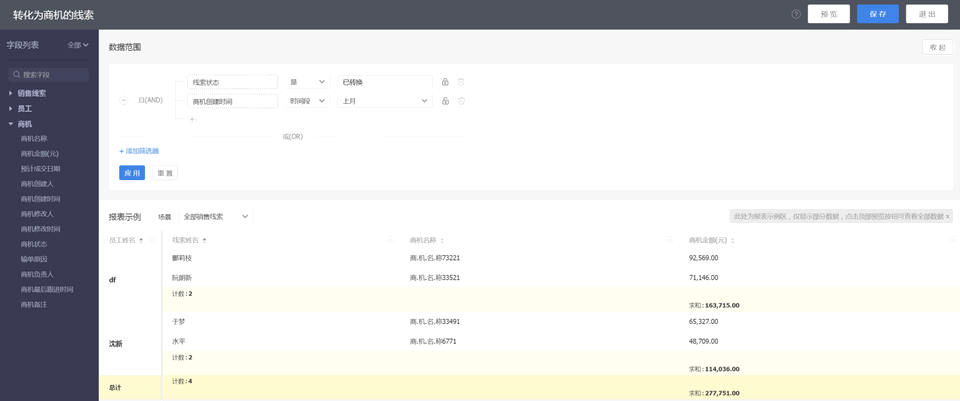 转化为商机的线索
预 览
保 存
退 出
字段列表
全部
搜索字段
销售线索
员工
商机
商机名称
商机金额(元)
预计成交日期
商机创建人
商机创建时间
商机修改人
商机修改时间
商机状态
输单原因
商机负责人
商机最后跟进时间
商机备注
数据范围
收 起
且(AND)
线索状态 是 已转换
商机创建时间 时间段 上月
或(OR)
+ 添加筛选器
应 用
重 置
报表示例 场景 全部销售线索
此处为报表示例区，仅显示部分数据，点击顶部预览按钮可查看全部数据 x
员工姓名 线索姓名 商机名称 商机金额(元)
df
郦莉枝 商.机.名.称73221 92,569.00
阮朗新 商.机.名.称33521 71,146.00
计数:2
求和:163,715.00
沈新
于梦 商.机.名.称33491 65,327.00
水平 商.机.名.称6771 48,709.00
计数:2
求和:114,036.00
总计
计数:4
求和:277,751.00